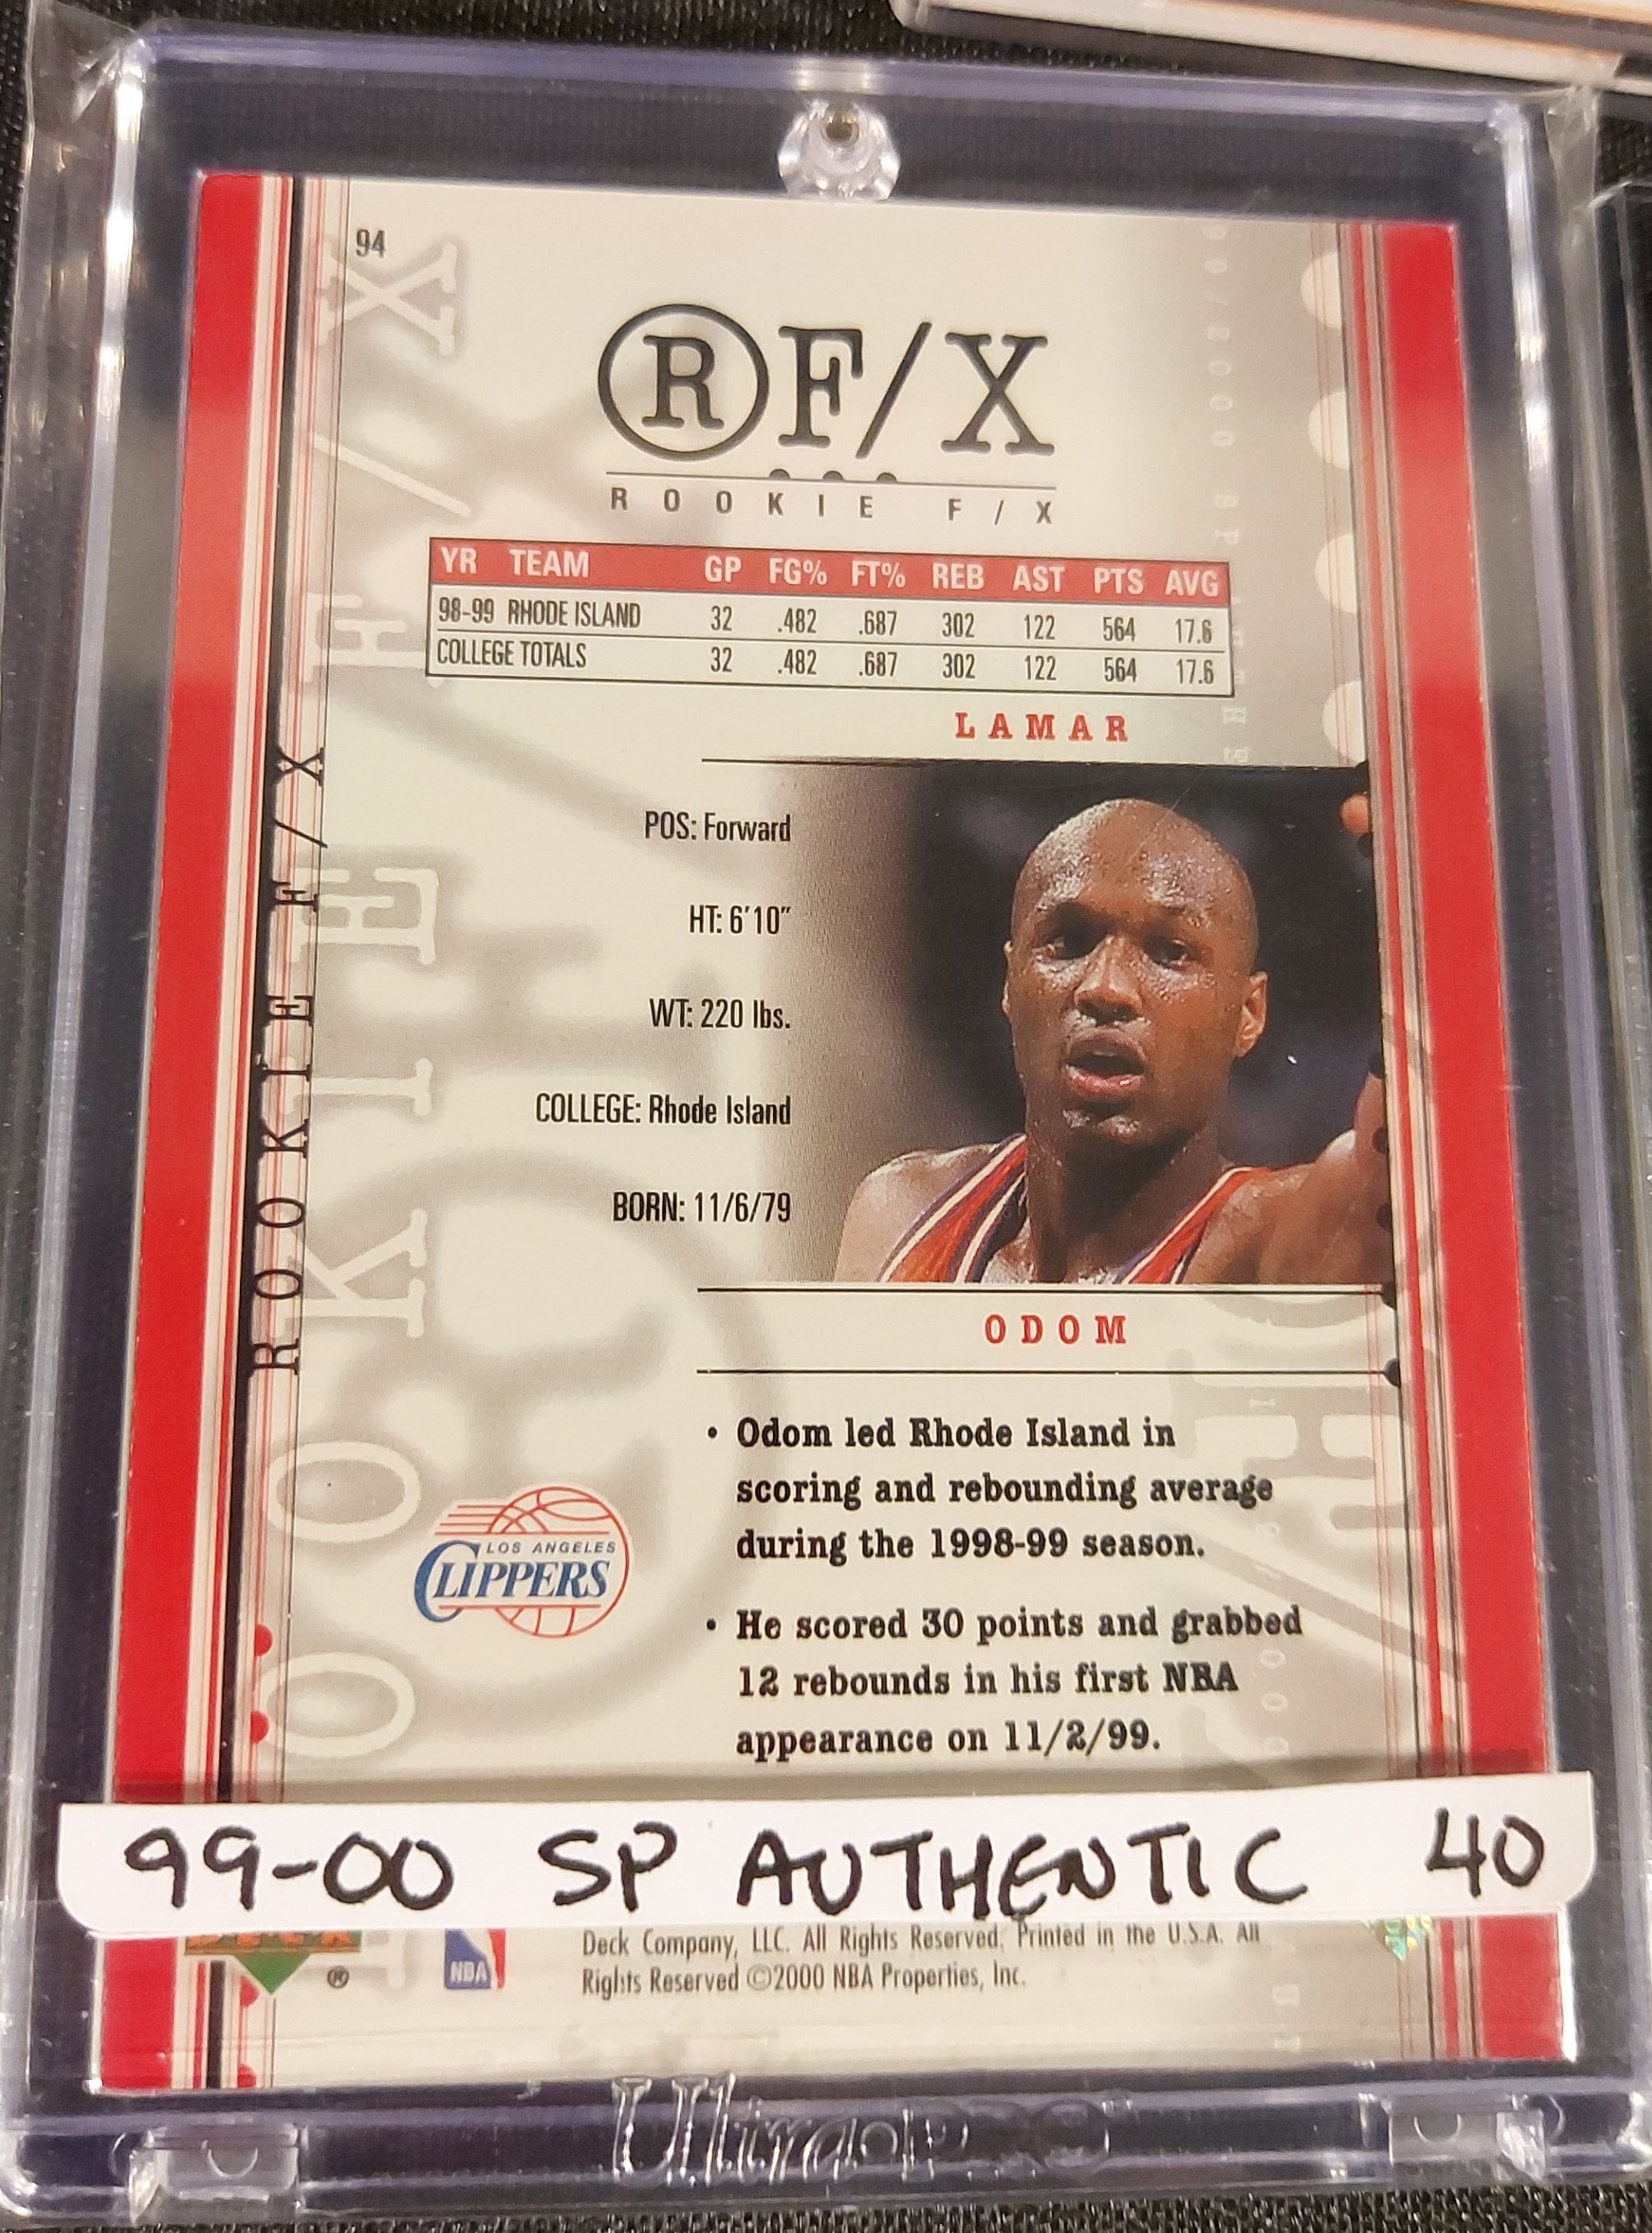 94
RF/X
ROOKIE F/X
YR TEAM GP FG% FT% REB AST PTS AVG
98-99 RHODE ISLAND 32 .482 .687 302 122 564 17.6
COLLEGE TOTALS 32 .482 .687 302 122 564 17.6
LAMAR
POS: Forward
HT: 6'10"
WT: 220 lbs.
COLLEGE: Rhode Island
BORN: 11/6/79
ODOM
ROOKIE F/X
ROOKIE F/X
• Odom led Rhode Island in
scoring and rebounding average
during the 1998-99 season.
LOS ANGELES
CLIPPERS
• He scored 30 points and grabbed
12 rebounds in his first NBA
appearance on 11/2/99.
99-00 SP AUTHENTIC 40
DECK
®
NBA
Deck Company, LLC. All Rights Reserved. Printed in the U.S.A. All
Rights Reserved ©2000 NBA Properties, Inc.
Ultra PRO